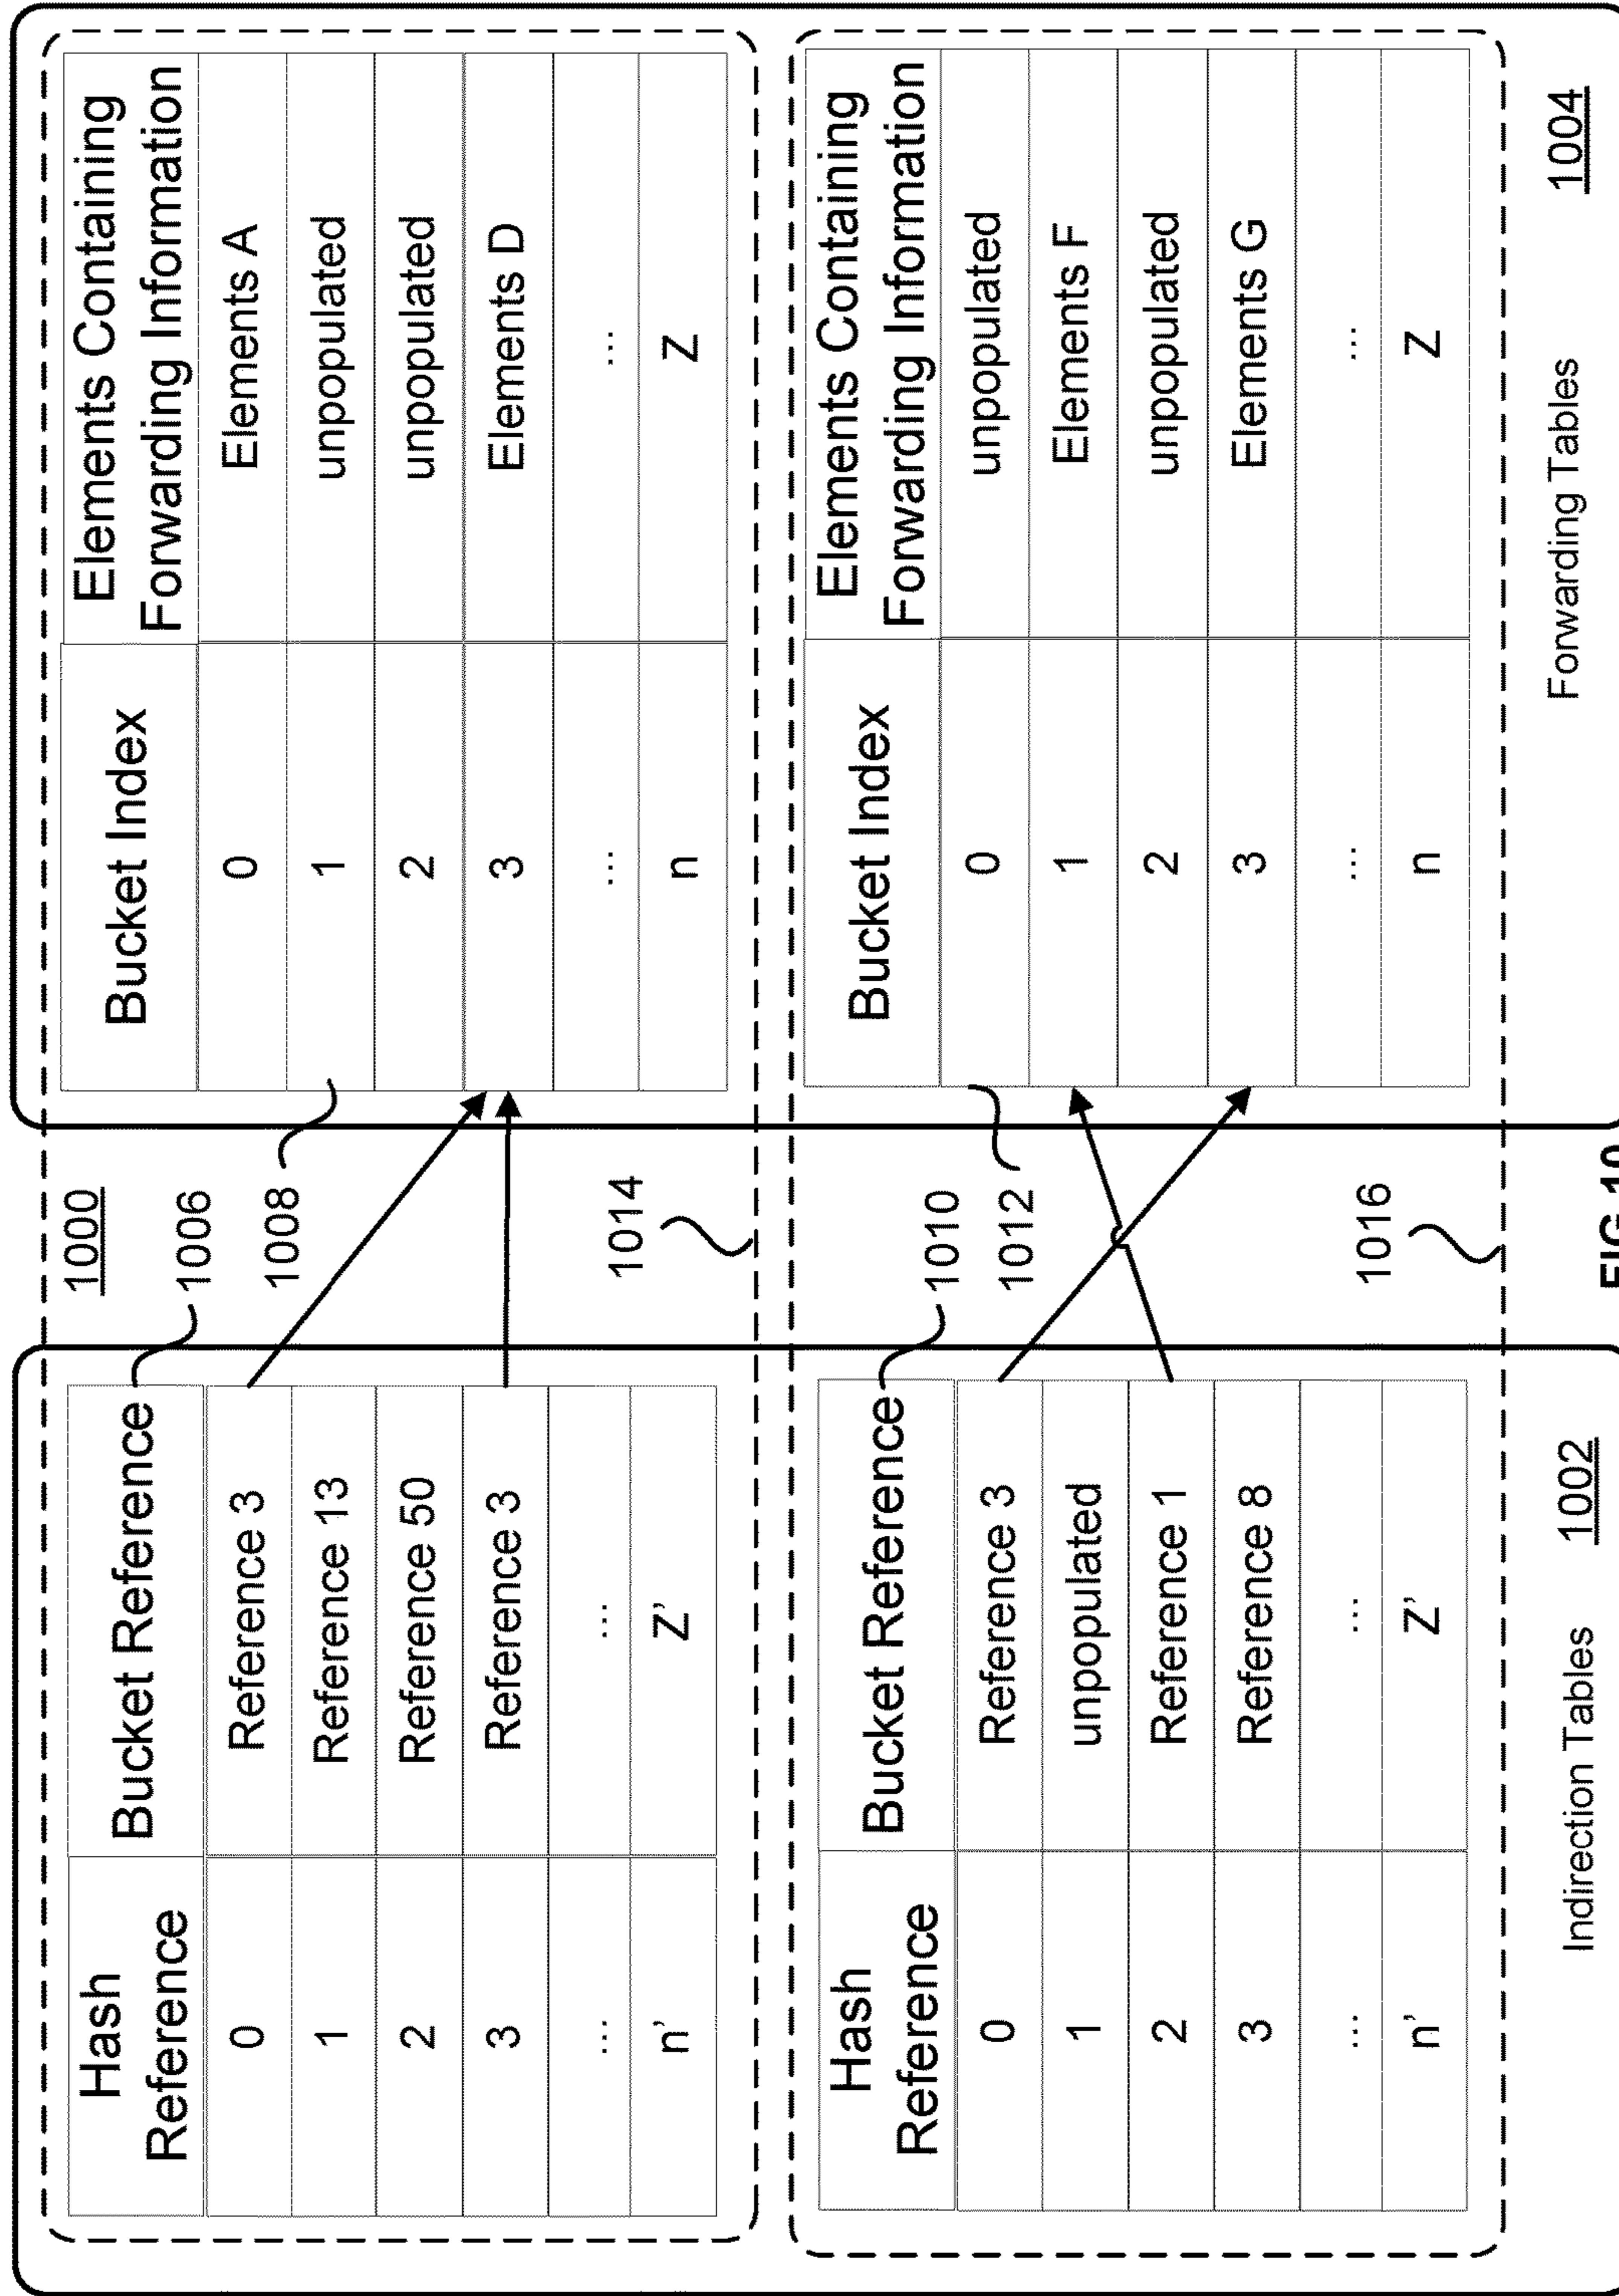 1000
Hash
Reference
Bucket Reference
1006
0
Reference 3
1
Reference 13
2
Reference 50
3
Reference 3
...
...
n'
Z'
1008
Bucket Index
Elements Containing
Forwarding Information
0
Elements A
1
unpopulated
2
unpopulated
3
Elements D
...
...
n
Z
1014
Hash
Reference
Bucket Reference
1010
0
Reference 3
1
unpopulated
2
Reference 1
3
Reference 8
...
...
n'
Z'
1012
Bucket Index
Elements Containing
Forwarding Information
0
unpopulated
1
Elements F
2
unpopulated
3
Elements G
...
...
n
Z
1016
Indirection Tables 1002
Forwarding Tables 1004